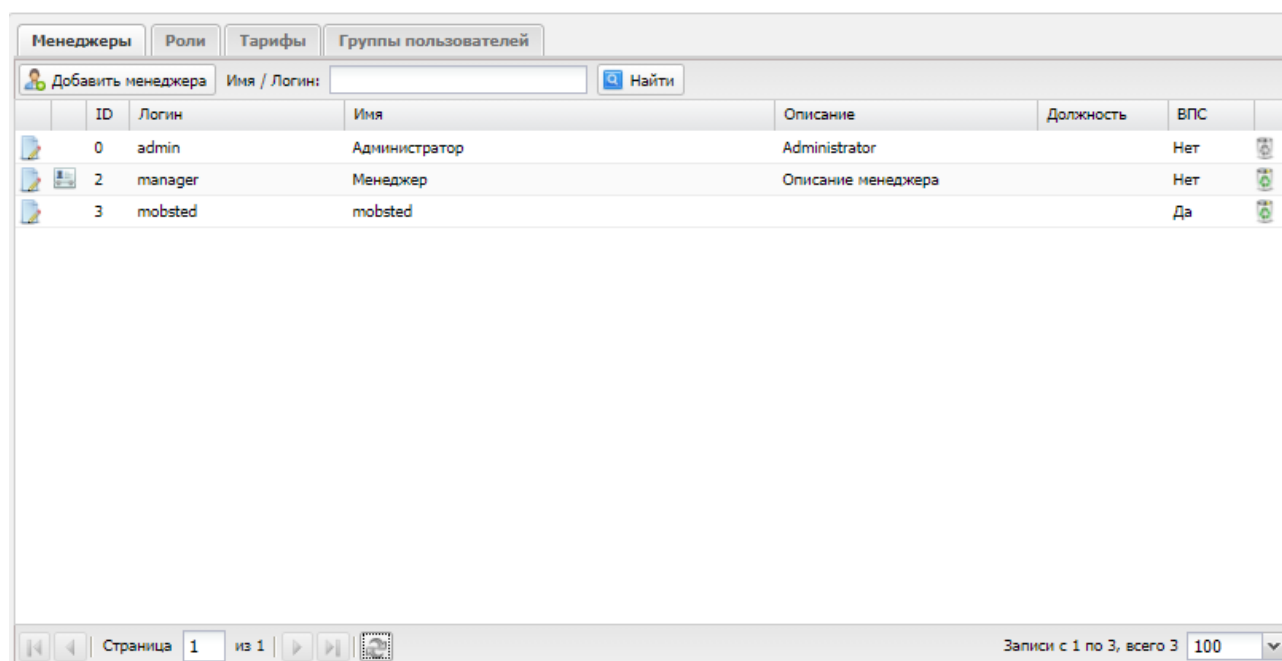 Менеджеры Роли Тарифы Группы пользователей
Добавить менеджера Имя / Логин: Найти
ID Логин Имя Описание Должность ВПС
0 admin Администратор Administrator Нет
2 manager Менеджер Описание менеджера Нет
3 mobsted mobsted Да
Страница 1 из 1 Записи с 1 по 3, всего 3 100